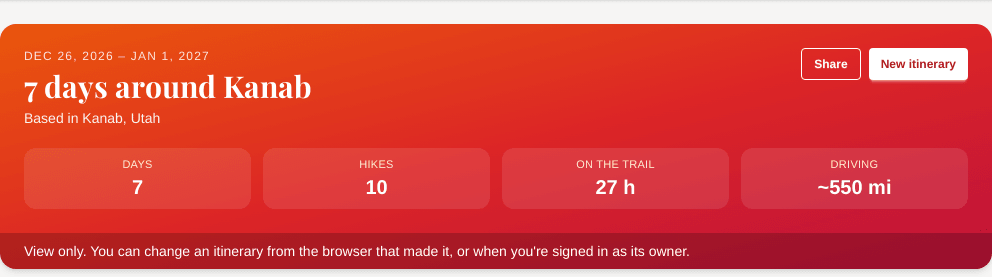 DEC 26, 2026 – JAN 1, 2027
7 days around Kanab
Based in Kanab, Utah
Share
New itinerary
DAYS
7
HIKES
10
ON THE TRAIL
27 h
DRIVING
~550 mi
View only. You can change an itinerary from the browser that made it, or when you're signed in as its owner.